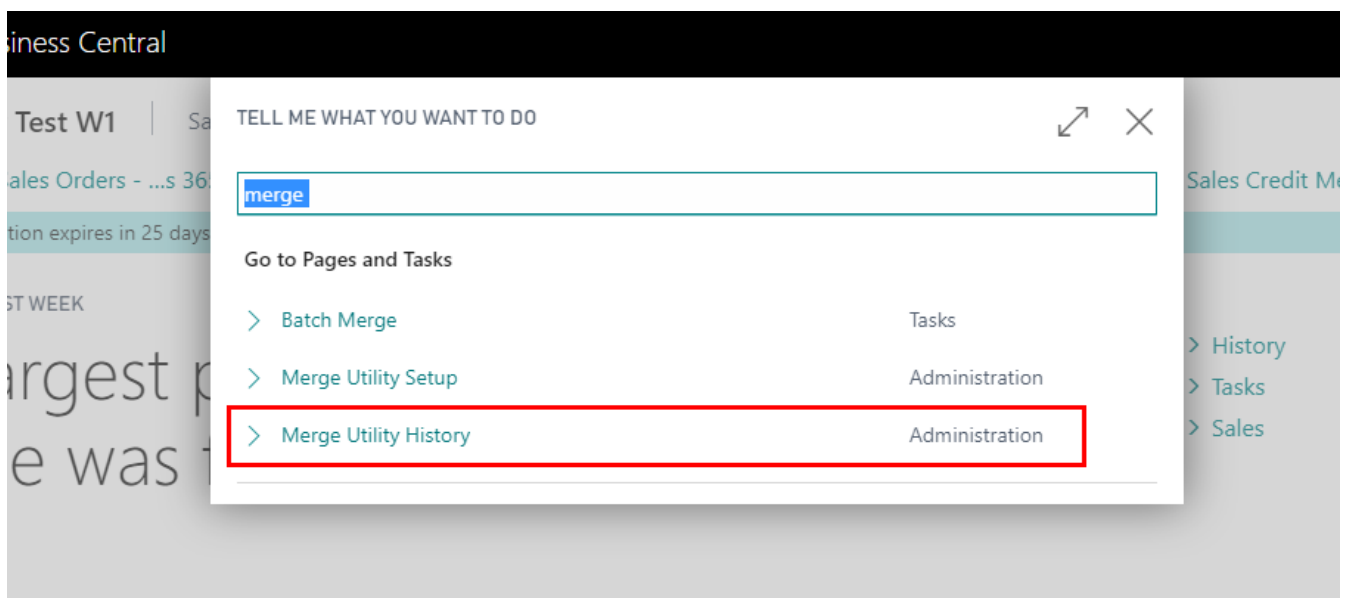 siness Central
Test W1 Sa
TELL ME WHAT YOU WANT TO DO
ales Orders - ...s 36
merge
Sales Credit M
tion expires in 25 days
Go to Pages and Tasks
ST WEEK
Batch Merge Tasks
argest p
Merge Utility Setup Administration
e was f
Merge Utility History Administration
> History
> Tasks
> Sales